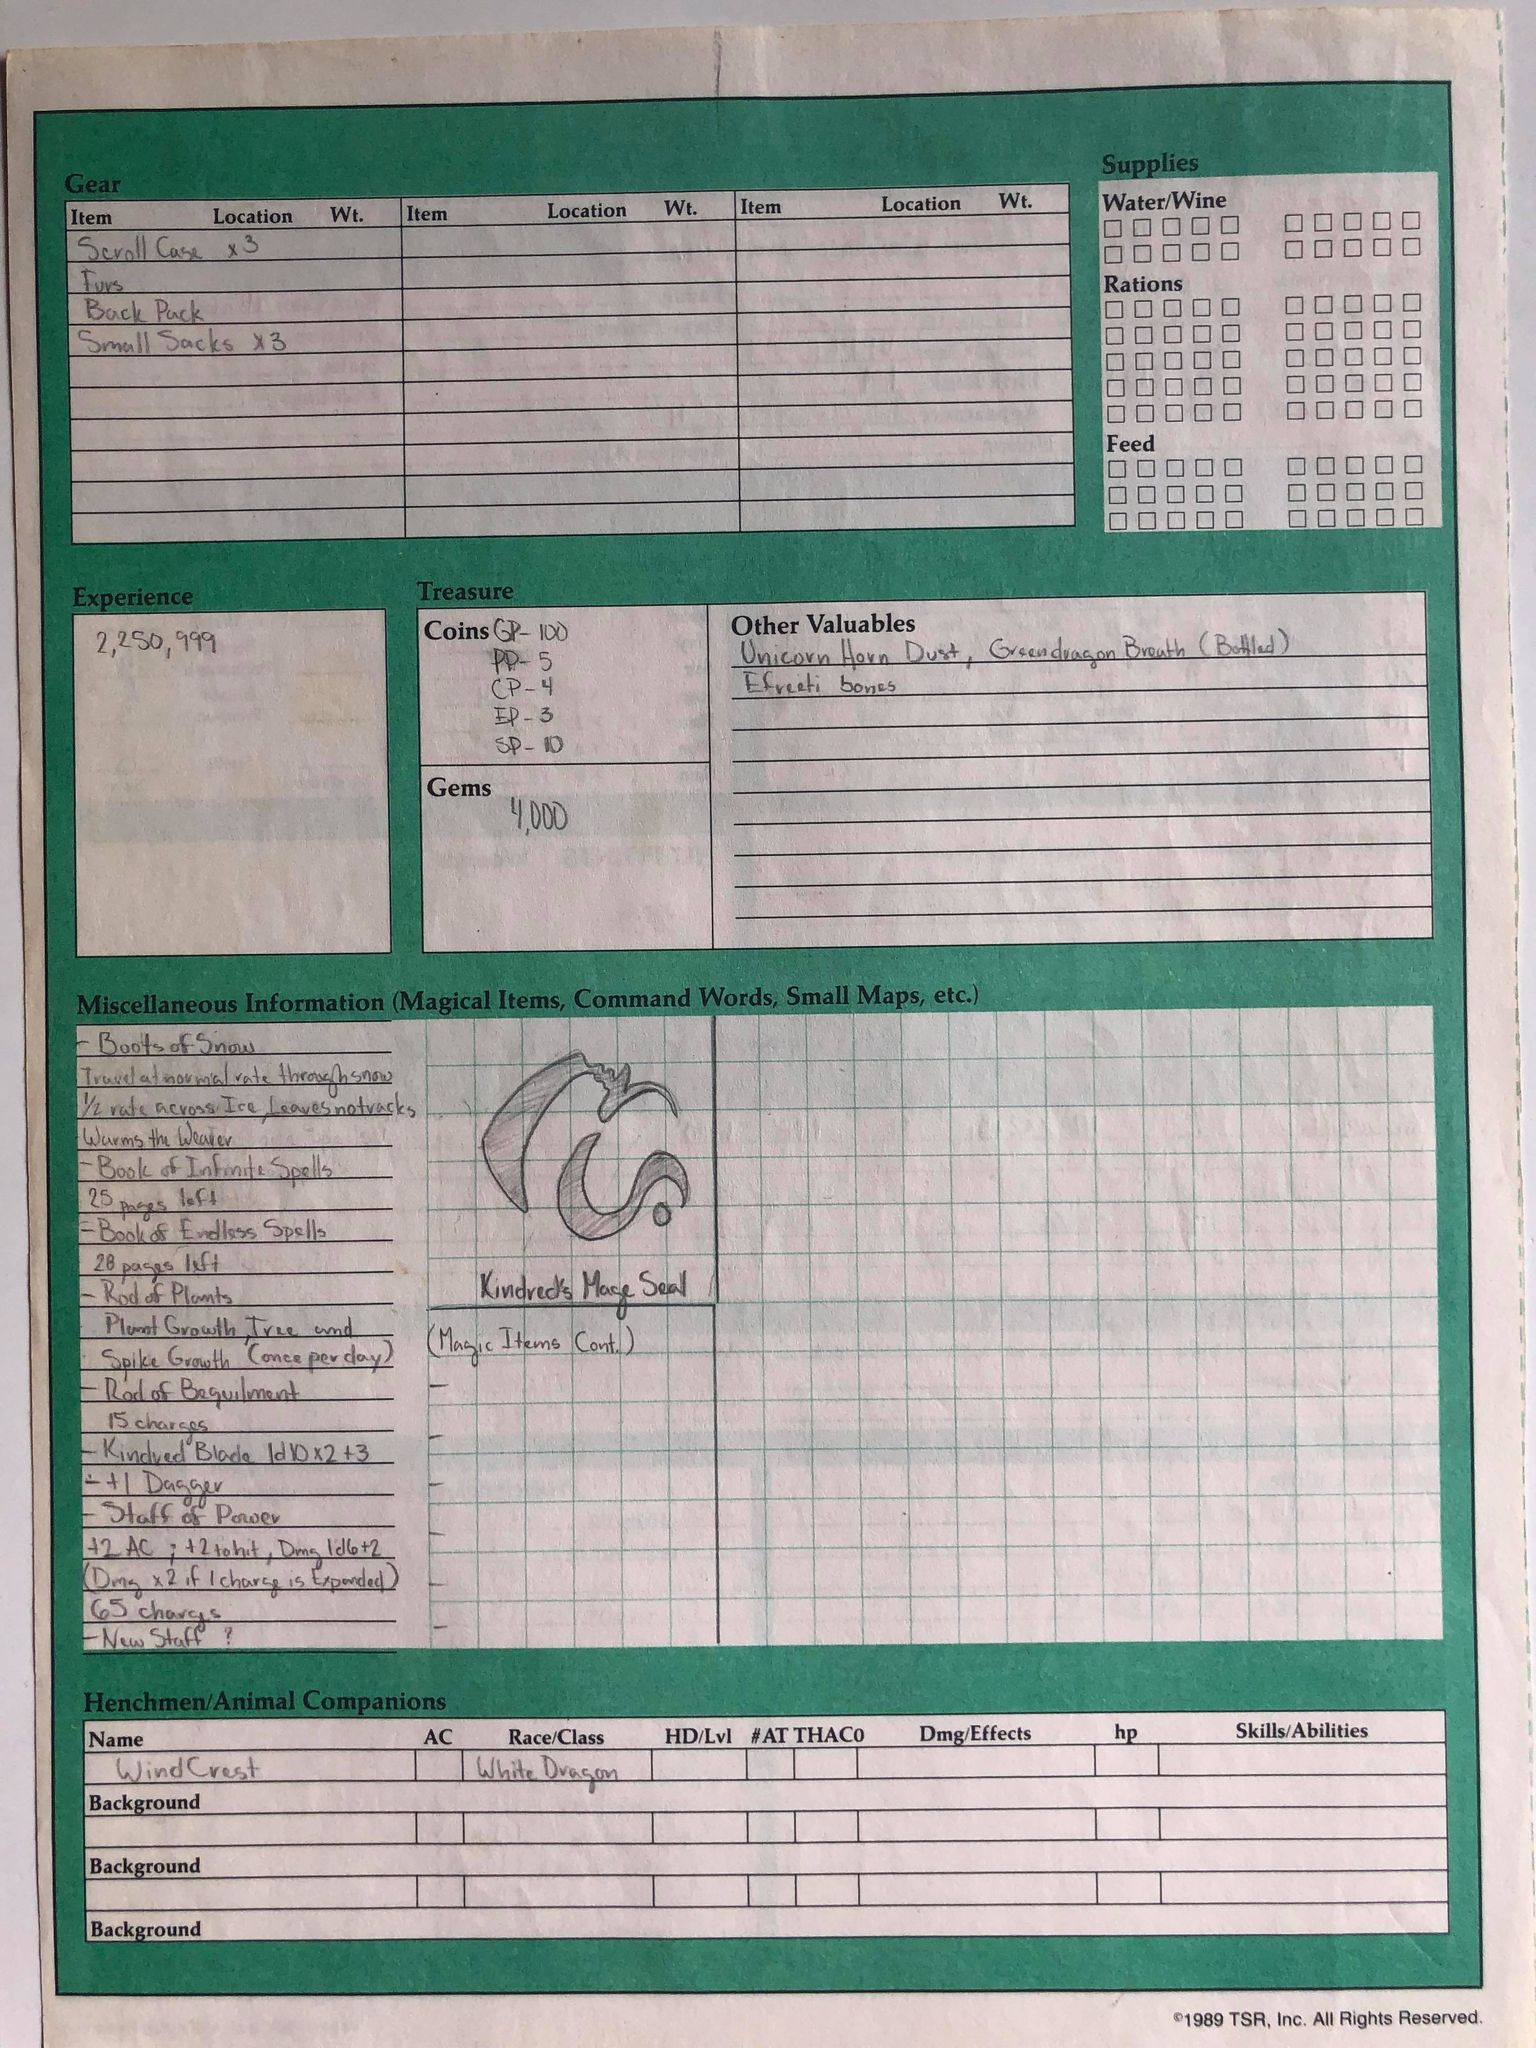 Gear
Item Location Wt. Item Location Wt. Item Location Wt.
Scroll Case x3
Furs
Back Pack
Small Sacks x3
Supplies
Water/Wine
Rations
Feed
Experience
2,250,999
Treasure
Coins GP- 100
PP- 5
CP- 4
EP- 3
SP- 10
Gems
4,000
Other Valuables
Unicorn Horn Dust, Greendragon Breath (Bottled)
Efreeti bones
Miscellaneous Information (Magical Items, Command Words, Small Maps, etc.)
- Boots of Snow
Travel at normal rate through snow
1/2 rate across Ice, Leaves no tracks
Warms the Wearer
- Book of Infinite Spells
25 pages left
- Book of Endless Spells
28 pages left
- Rod of Plants
Plant Growth, Tree and
Spike Growth (once per day)
- Rod of Beguilment
15 charges
- Kindred Blade 1d10x2+3
- +1 Dagger
- Staff of Power
+2 AC ; +2 to hit, Dmg 1d6+2
(Dmg x2 if 1 charge is Expended)
65 chargs
- New Staff ?
Kindred's Mage Seal
(Magic Items Cont.)
-
-
-
-
-
-
Henchmen/Animal Companions
Name AC Race/Class HD/Lvl #AT THAC0 Dmg/Effects hp Skills/Abilities
WindCrest White Dragon
Background
Background
Background
©1989 TSR, Inc. All Rights Reserved.